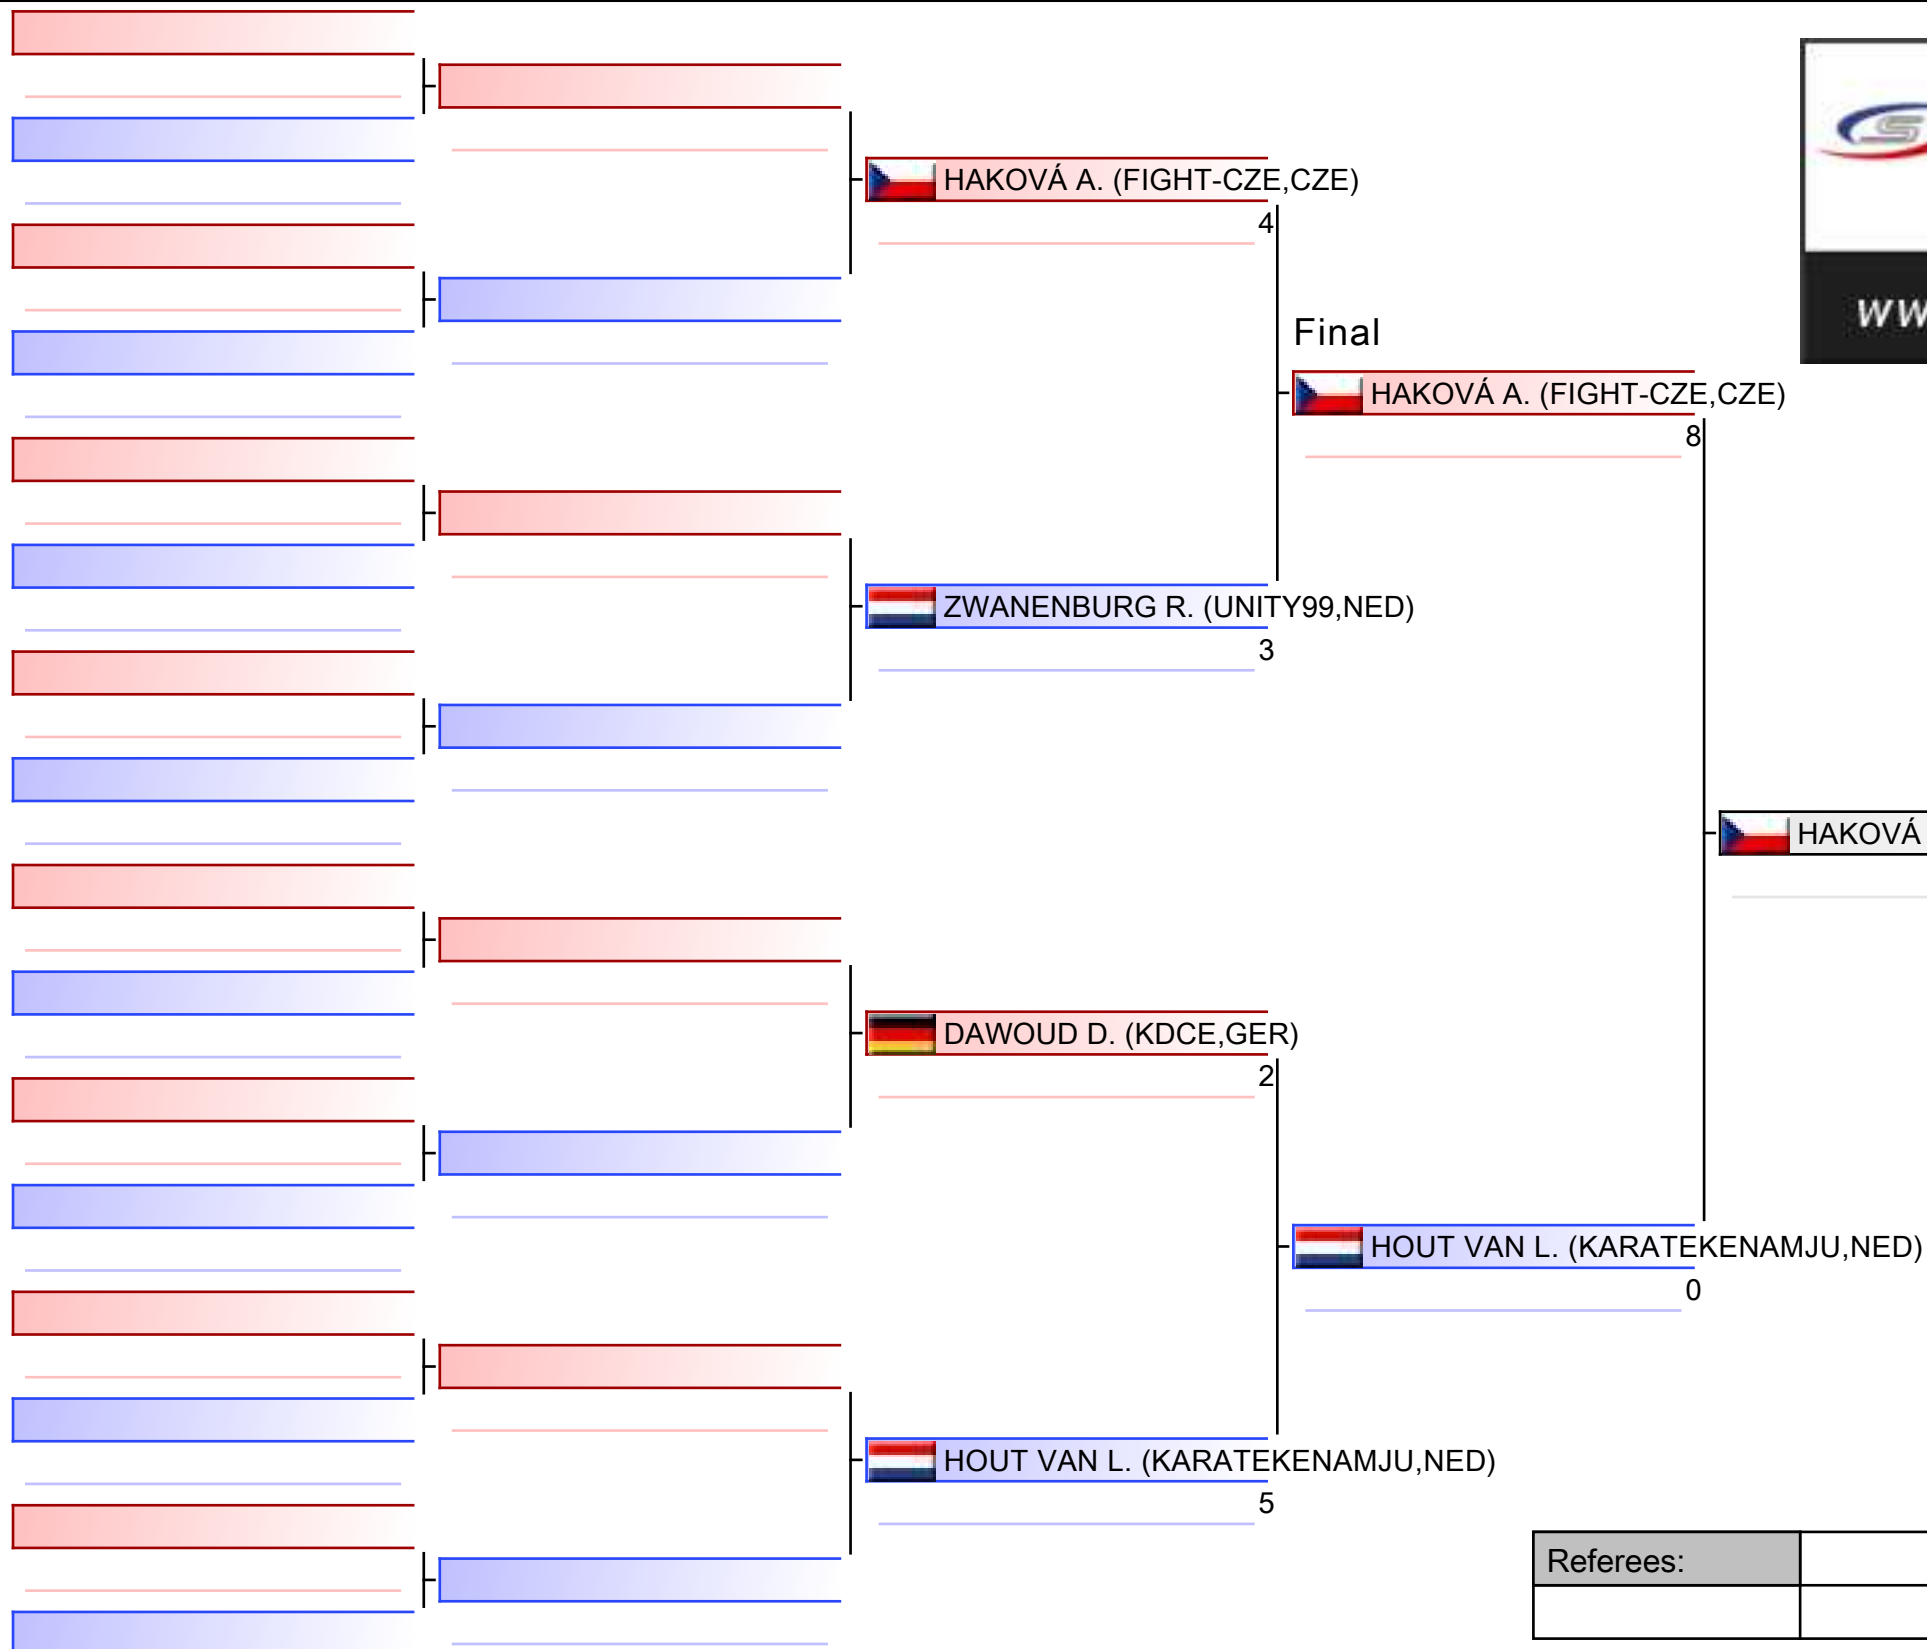 HAKOVÁ A. (FIGHT-CZE,CZE)
4
Final
HAKOVÁ A. (FIGHT-CZE,CZE)
8
ZWANENBURG R. (UNITY99,NED)
3
HAKOVÁ
DAWOUD D. (KDCE,GER)
2
HOUT VAN L. (KARATEKENAMJU,NED)
0
HOUT VAN L. (KARATEKENAMJU,NED)
5
Referees: